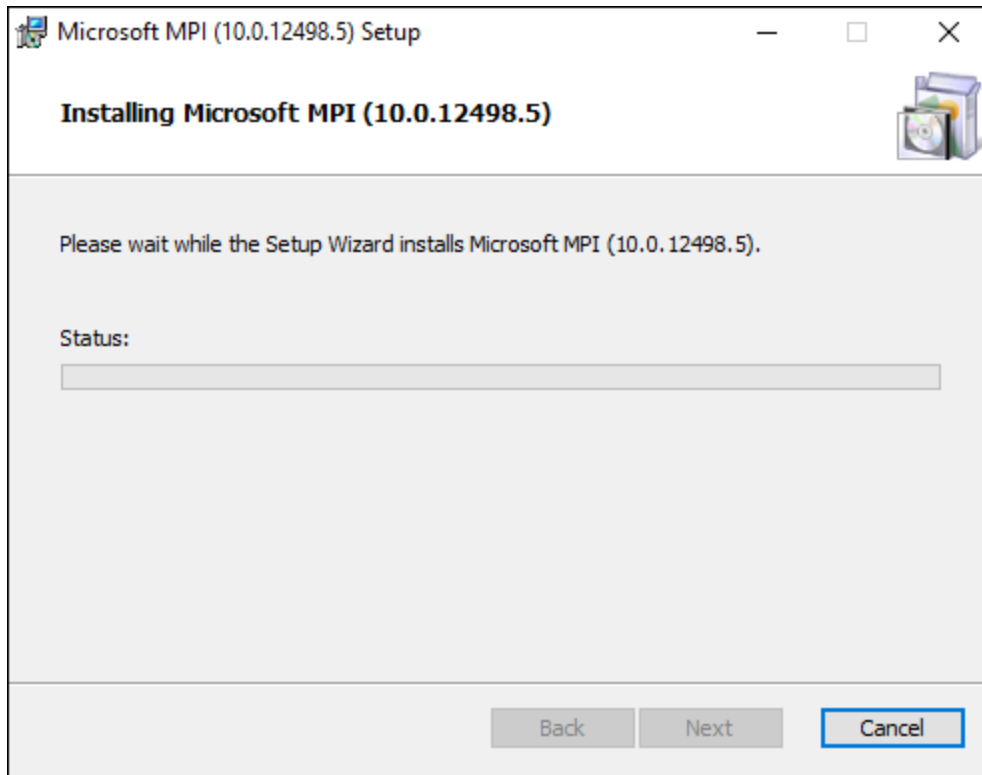 Microsoft MPI (10.0.12498.5) Setup
Installing Microsoft MPI (10.0.12498.5)
Please wait while the Setup Wizard installs Microsoft MPI (10.0.12498.5).
Status:
Back Next Cancel